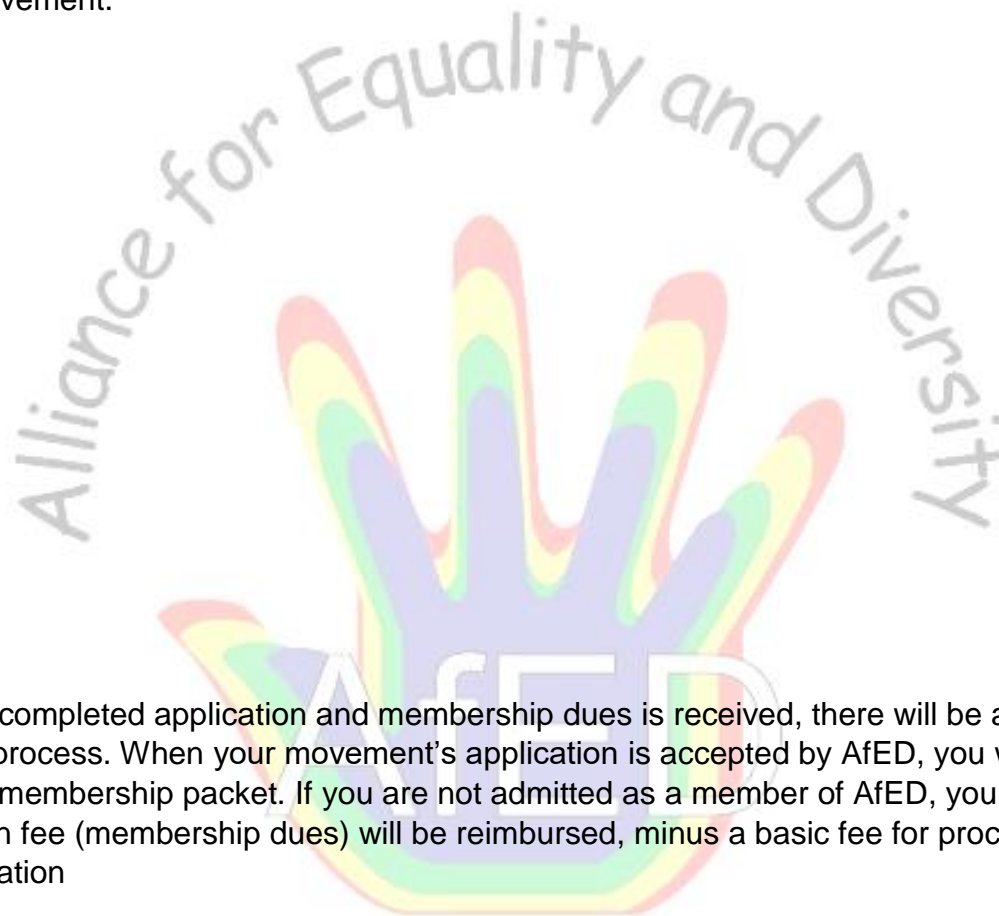 vement.
Alliance for Equality and Diversity
AfED
completed application and membership dues is received, there will be a
process. When your movement's application is accepted by AfED, you w
membership packet. If you are not admitted as a member of AfED, you
n fee (membership dues) will be reimbursed, minus a basic fee for proc
ation